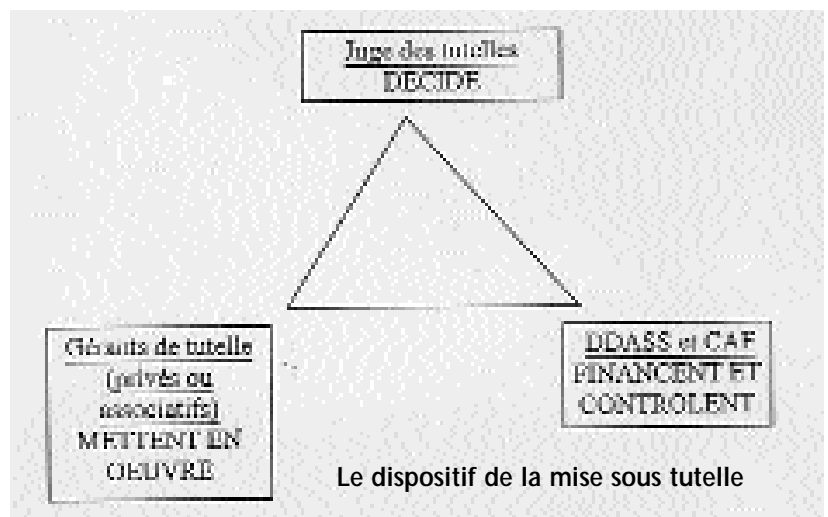 Juge des tutelles
DECIDE
Gérants de tutelle
(privés ou
associatifs)
METTENT EN
OEUVRE
DDASS et CAF
FINANCENT ET
CONTROLENT
Le dispositif de la mise sous tutelle